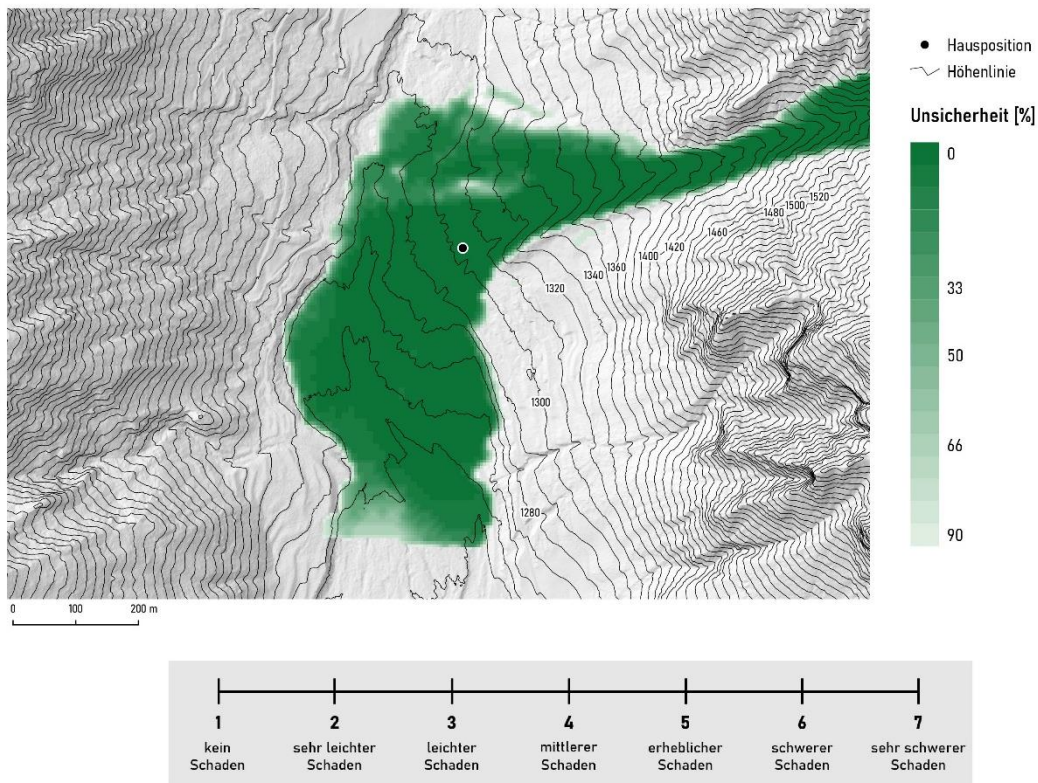 Hausposition
Höhenlinie
Unsicherheit [%]
0
33
50
66
90
1520
1500
1480
1460
1420
1400
1360
1340
1320
1300
1280
0 100 200 m
1 2 3 4 5 6 7
kein Schaden
sehr leichter Schaden
leichter Schaden
mittlerer Schaden
erheblicher Schaden
schwerer Schaden
sehr schwerer Schaden